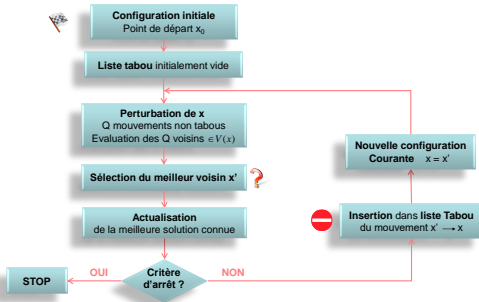 Configuration initiale
Point de départ x₀
Liste tabou initialement vide
Perturbation de x
Q mouvements non tabous
Evaluation des Q voisins ∈ V(x)
Sélection du meilleur voisin x'
?
Actualisation
de la meilleure solution connue
Critère
d'arrêt ?
OUI
NON
STOP
Insertion dans liste Tabou
du mouvement x' → x
Nouvelle configuration
Courante x = x'